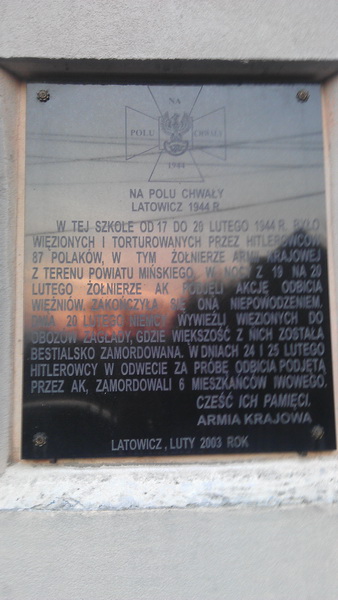 NA
POLU CHWAŁY
1944
NA POLU CHWAŁY
LATOWICZ 1944 R.
W TEJ SZKOLE OD 17 DO 20 LUTEGO 1944 R. BYŁO
WIĘZIONYCH I TORTUROWANYCH PRZEZ HITLEROWCÓW
87 POLAKÓW, W TYM ŻOŁNIERZE ARMII KRAJOWEJ
Z TERENU POWIATU MIŃSKIEGO. W NOCY Z 19 NA 20
LUTEGO ŻOŁNIERZE AK PODJĘLI AKCJĘ ODBICIA
WIĘŹNIÓW. ZAKOŃCZYŁA SIĘ ONA NIEPOWODZENIEM.
DNIA 20 LUTEGO NIEMCY WYWIEŹLI WIĘZIONYCH DO
OBOZÓW ZAGŁADY, GDZIE WIĘKSZOŚĆ Z NICH ZOSTAŁA
BESTIALSKO ZAMORDOWANA. W DNIACH 24 I 25 LUTEGO
HITLEROWCY W ODWECIE ZA PRÓBĘ ODBICIA PODJĘTĄ
PRZEZ AK, ZAMORDOWALI 6 MIESZKAŃCÓW IWOWEGO.
CZEŚĆ ICH PAMIĘCI.
ARMIA KRAJOWA
LATOWICZ, LUTY 2003 ROK